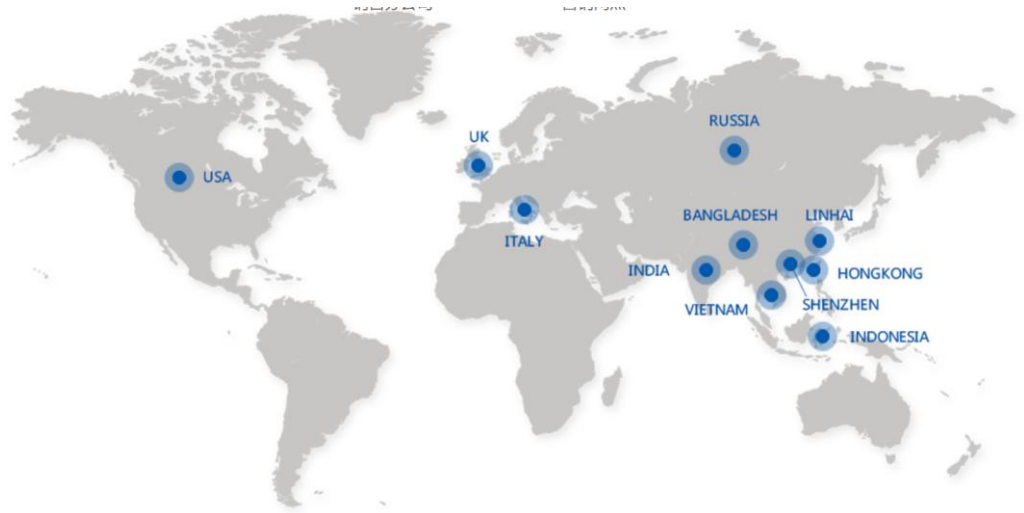 RUSSIA
UK
USA
BANGLADESH
LINHAI
ITALY
INDIA
HONGKONG
VIETNAM
SHENZHEN
INDONESIA